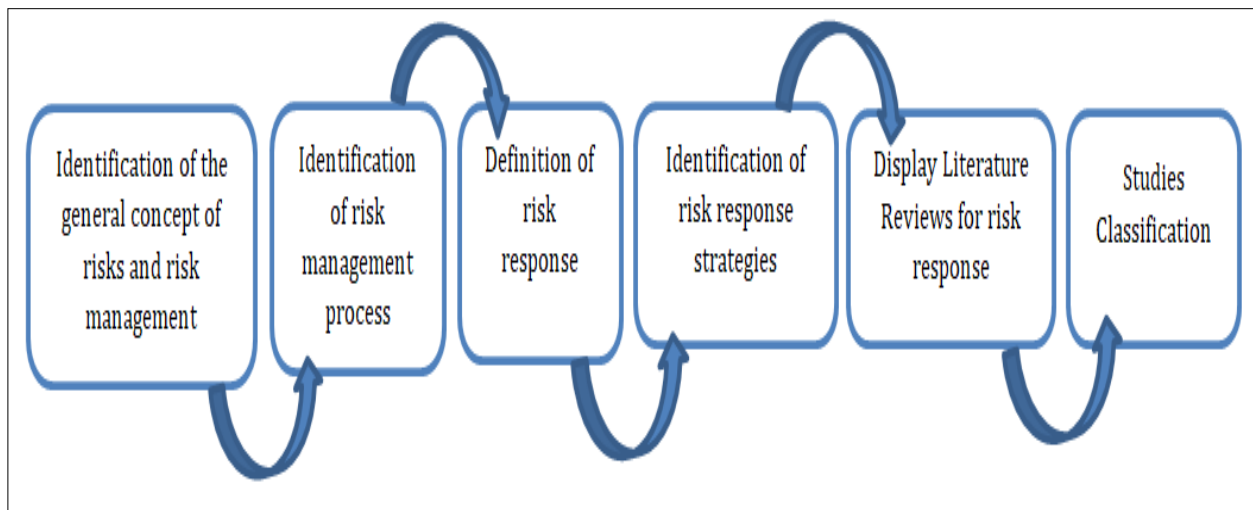 Identification of the
general concept of
risks and risk
management
Identification
of risk
management
process
Definition of
risk
response
Identification of
risk response
strategies
Display Literature
Reviews for risk
response
Studies
Classification